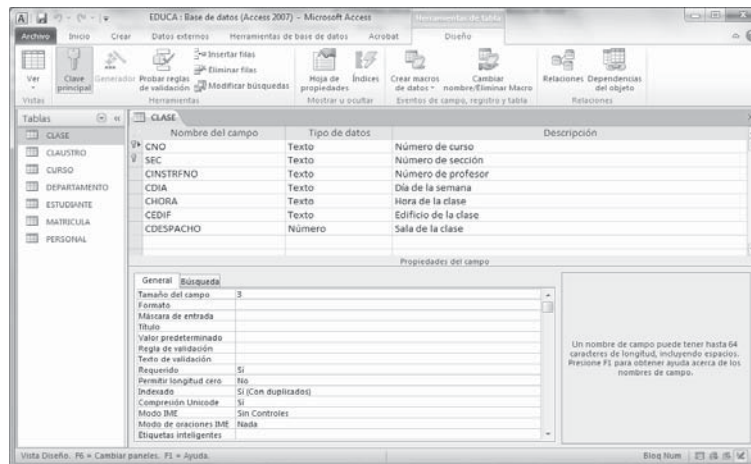 EDUCA : Base de datos (Access 2007) - Microsoft Access
Herramientas de tabla
Archivo Inicio Crear Datos externos Herramientas de base de datos Acrobat Diseño
Ver
Clave principal
Generador
Probar reglas de validación
Insertar filas
Eliminar filas
Modificar búsquedas
Hoja de propiedades
Índices
Crear macros de datos
Cambiar nombre/Eliminar Macro
Relaciones
Dependencias del objeto
Vistas Herramientas Mostrar u ocultar Eventos de campo, registro y tabla Relaciones
Tablas
CLASE
CLAUSTRO
CURSO
DEPARTAMENTO
ESTUDIANTE
MATRICULA
PERSONAL
CLASE
Nombre del campo Tipo de datos Descripción
CNO Texto Número de curso
SEC Texto Número de sección
CINSTRFNO Texto Número de profesor
CDIA Texto Día de la semana
CHORA Texto Hora de la clase
CEDIF Texto Edificio de la clase
CDESPACHO Número Sala de la clase
Propiedades del campo
General Búsqueda
Tamaño del campo 3
Formato
Máscara de entrada
Título
Valor predeterminado
Regla de validación
Texto de validación
Requerido Sí
Permitir longitud cero No
Indexado Sí (Con duplicados)
Compresión Unicode Sí
Modo IME Sin Controles
Modo de oraciones IME Nada
Etiquetas inteligentes
Un nombre de campo puede tener hasta 64
caracteres de longitud, incluyendo espacios.
Presione F1 para obtener ayuda acerca de los
nombres de campo.
Vista Diseño. F6 = Cambiar paneles. F1 = Ayuda.
Bloq Num